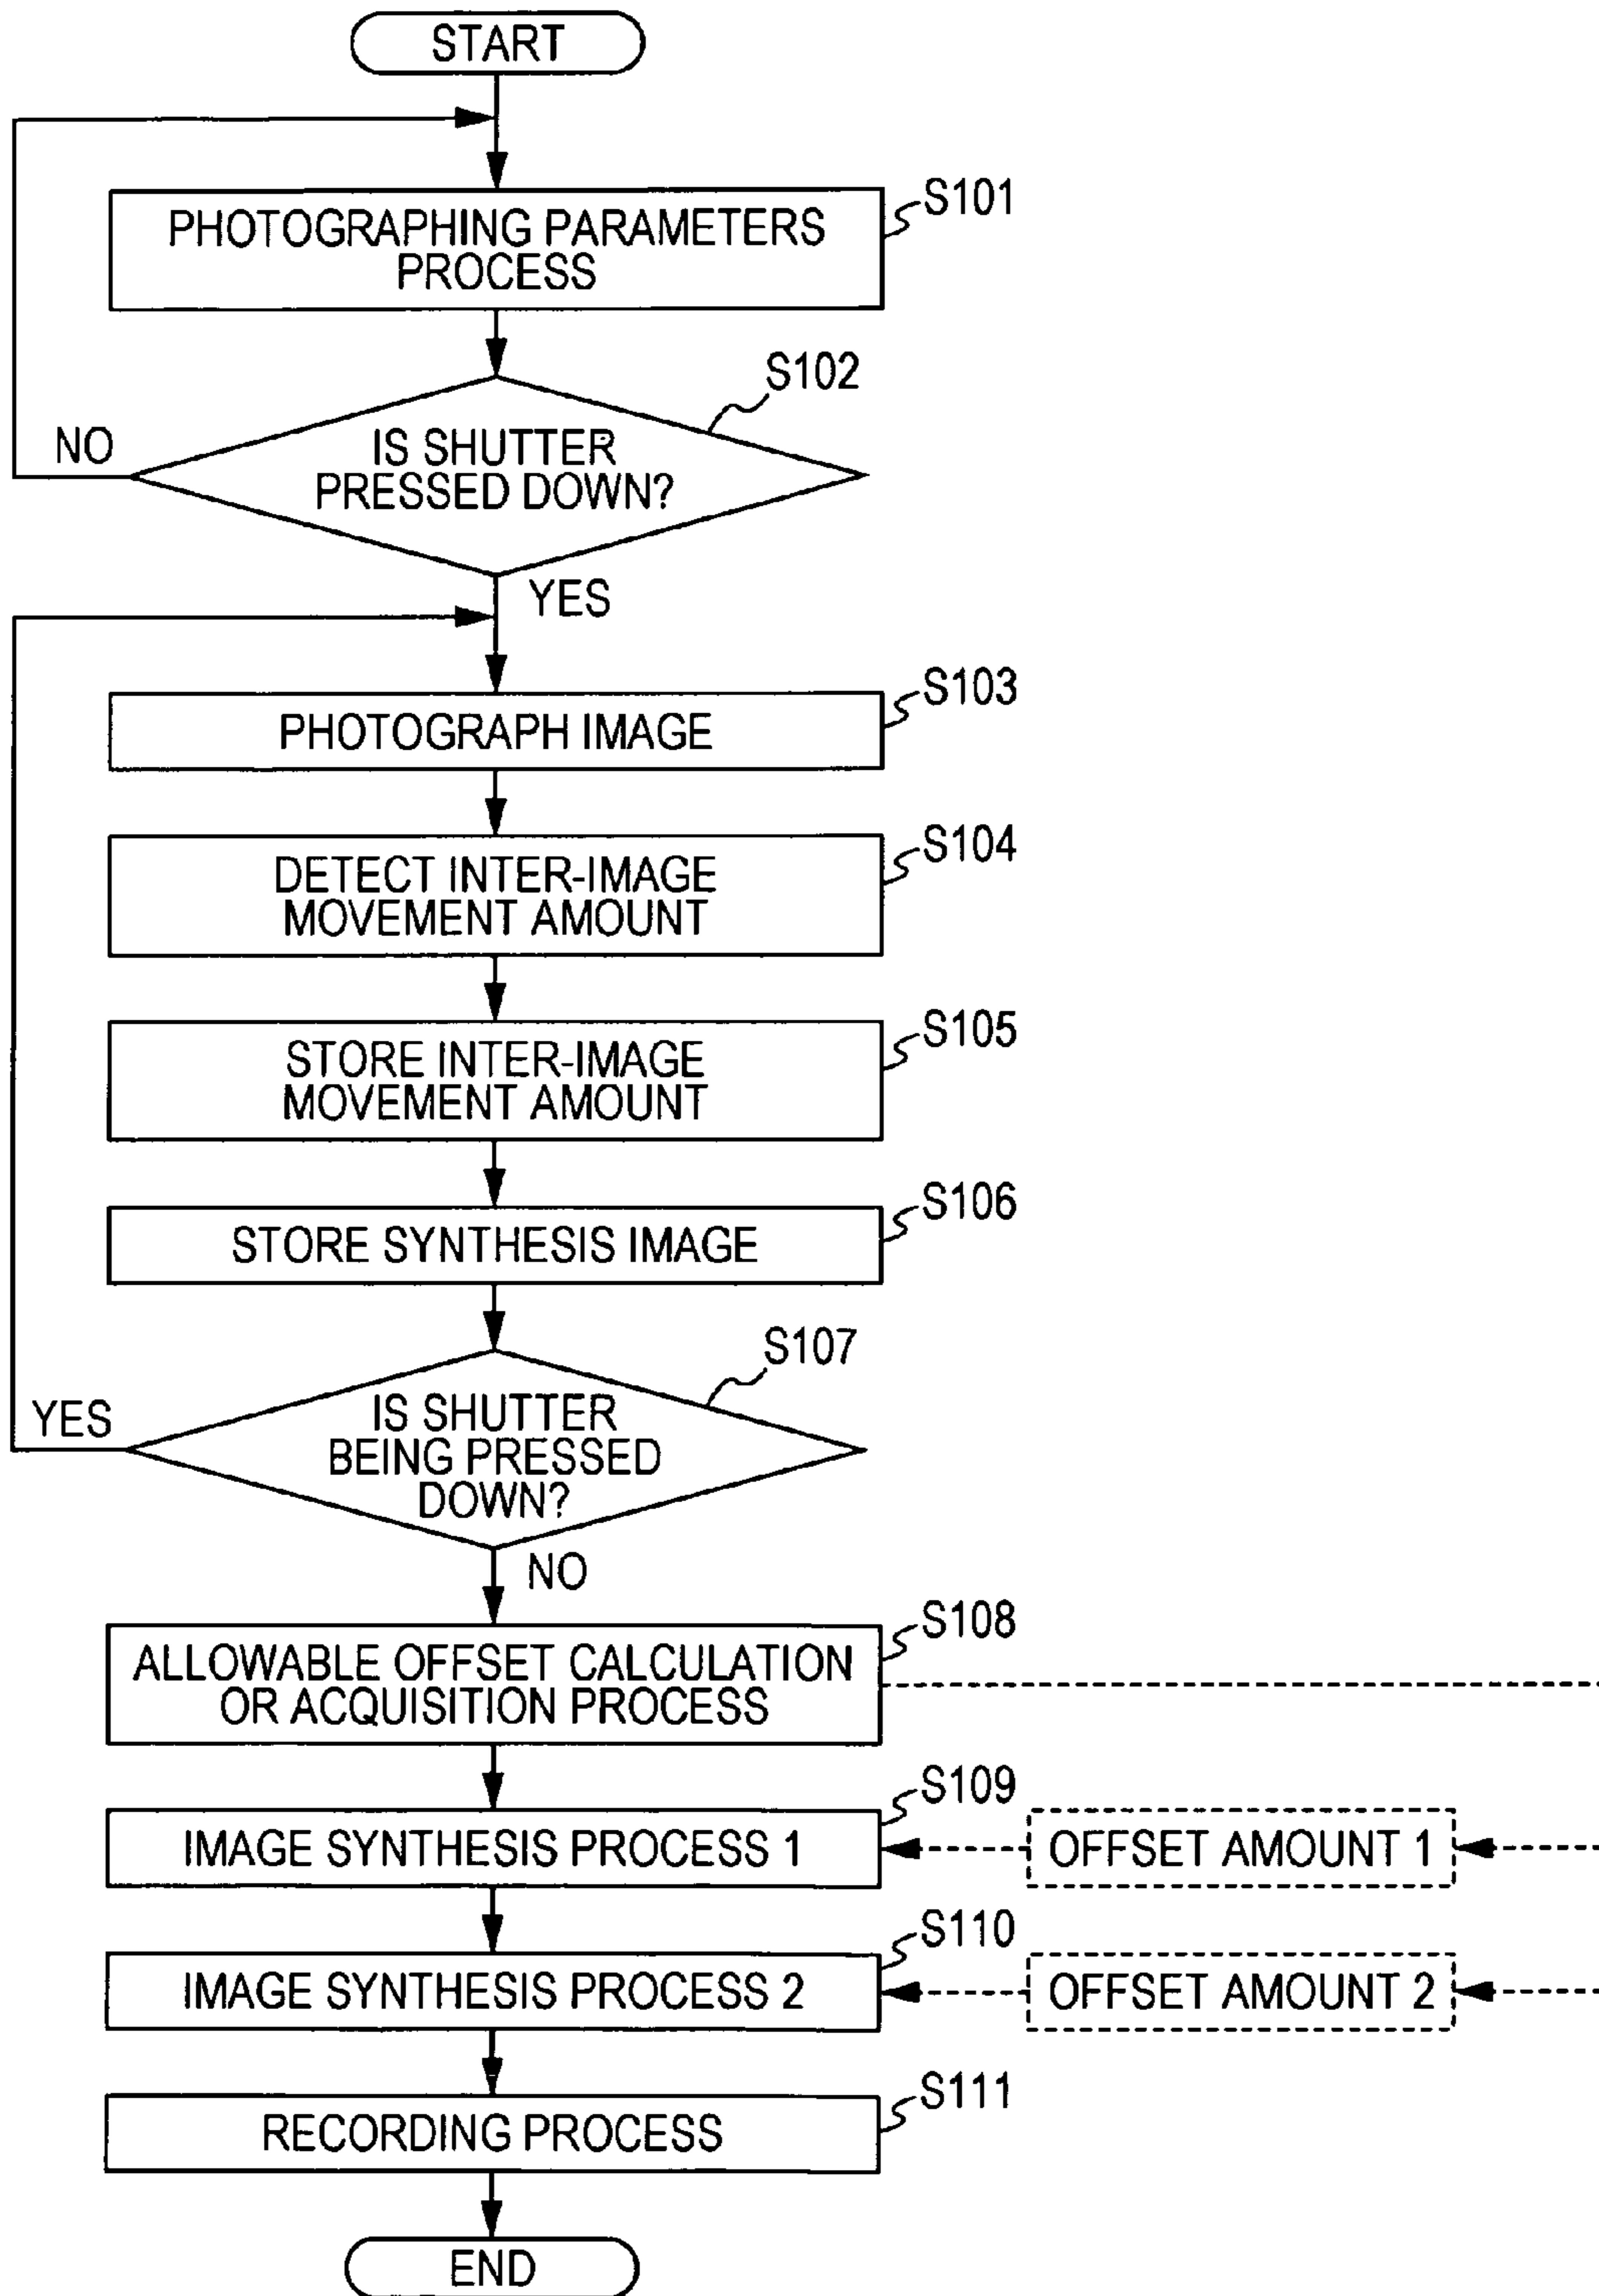 START
PHOTOGRAPHING PARAMETERS
PROCESS
S101
S102
IS SHUTTER
PRESSED DOWN?
NO
YES
S103
PHOTOGRAPH IMAGE
S104
DETECT INTER-IMAGE
MOVEMENT AMOUNT
S105
STORE INTER-IMAGE
MOVEMENT AMOUNT
S106
STORE SYNTHESIS IMAGE
S107
IS SHUTTER
BEING PRESSED
DOWN?
YES
NO
S108
ALLOWABLE OFFSET CALCULATION
OR ACQUISITION PROCESS
S109
IMAGE SYNTHESIS PROCESS 1
OFFSET AMOUNT 1
S110
IMAGE SYNTHESIS PROCESS 2
OFFSET AMOUNT 2
S111
RECORDING PROCESS
END